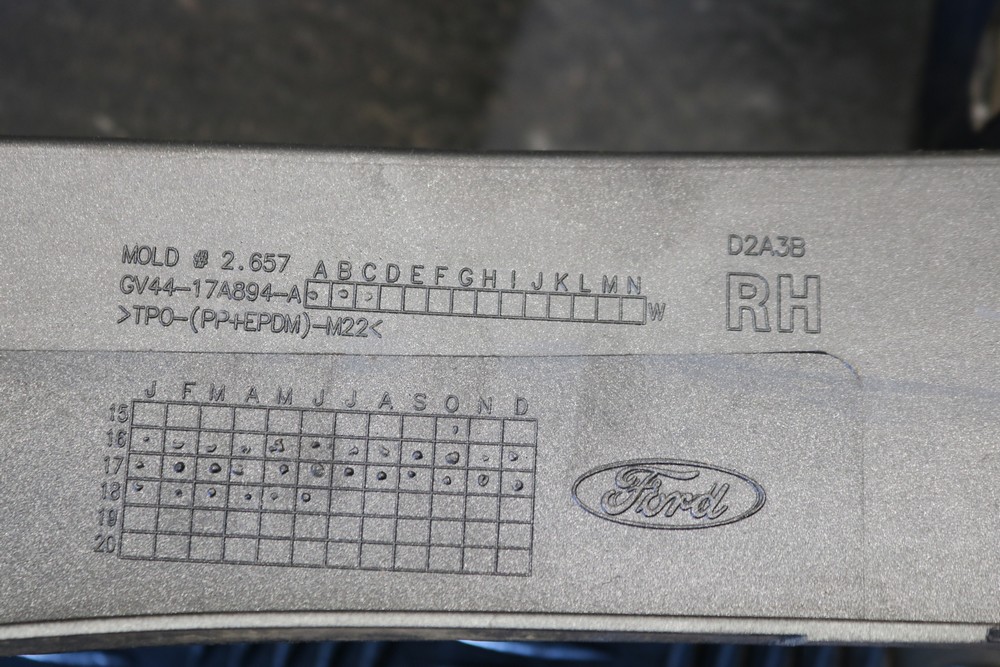 MOLD # 2.657
A B C D E F G H I J K L M N
GV44-17A894-A
W
>TPO-(PP+EPDM)-M22<
D2A3B
RH
J F M A M J J A S O N D
15
16
17
18
19
20
Ford